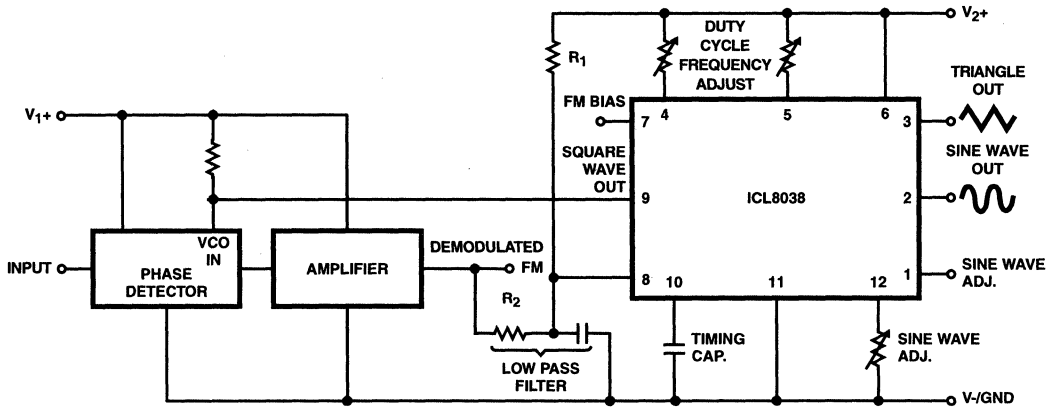 V2+
R1
DUTY
CYCLE
FREQUENCY
ADJUST
TRIANGLE
OUT
V1+
FM BIAS
7
4
5
6
3
SQUARE
WAVE
OUT
SINE WAVE
OUT
9
ICL8038
2
VCO
IN
INPUT
PHASE
DETECTOR
AMPLIFIER
DEMODULATED
FM
8
10
11
12
1
SINE WAVE
ADJ.
R2
LOW PASS
FILTER
TIMING
CAP.
SINE WAVE
ADJ.
V-/GND